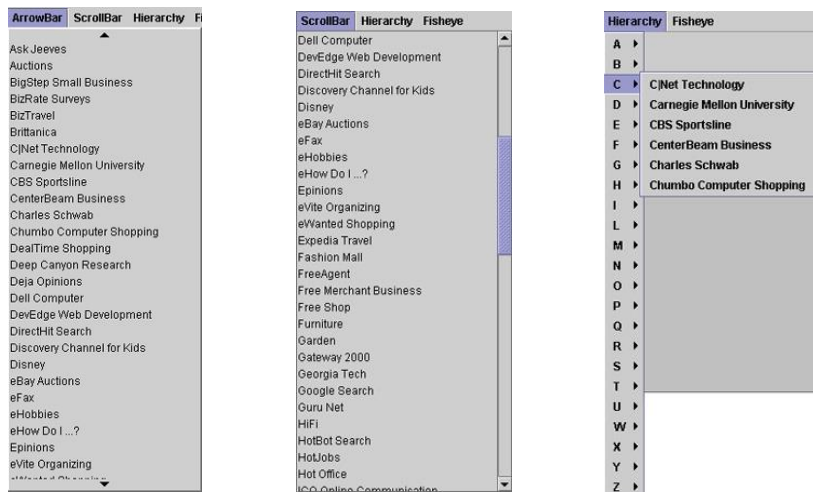 ArrowBar ScrollBar Hierarchy
Ask Jeeves
Auctions
BigStep Small Business
BizRate Surveys
BizTravel
Brittanica
C|Net Technology
Carnegie Mellon University
CBS Sportsline
CenterBeam Business
Charles Schwab
Chumbo Computer Shopping
DealTime Shopping
Deep Canyon Research
Deja Opinions
Dell Computer
DevEdge Web Development
DirectHit Search
Discovery Channel for Kids
Disney
eBay Auctions
eFax
eHobbies
eHow Do I ...?
Epinions
eVite Organizing
ScrollBar Hierarchy Fisheye
Dell Computer
DevEdge Web Development
DirectHit Search
Discovery Channel for Kids
Disney
eBay Auctions
eFax
eHobbies
eHow Do I ...?
Epinions
eVite Organizing
eWanted Shopping
Expedia Travel
Fashion Mall
FreeAgent
Free Merchant Business
Free Shop
Furniture
Garden
Gateway 2000
Georgia Tech
Google Search
Guru Net
HiFi
HotBot Search
HotJobs
Hot Office
ICQ Online Communication
Hierarchy Fisheye
A
B
C C|Net Technology
D Carnegie Mellon University
E CBS Sportsline
F CenterBeam Business
G Charles Schwab
H Chumbo Computer Shopping
I
L
M
N
O
P
Q
R
S
T
U
W
X
Y
Z